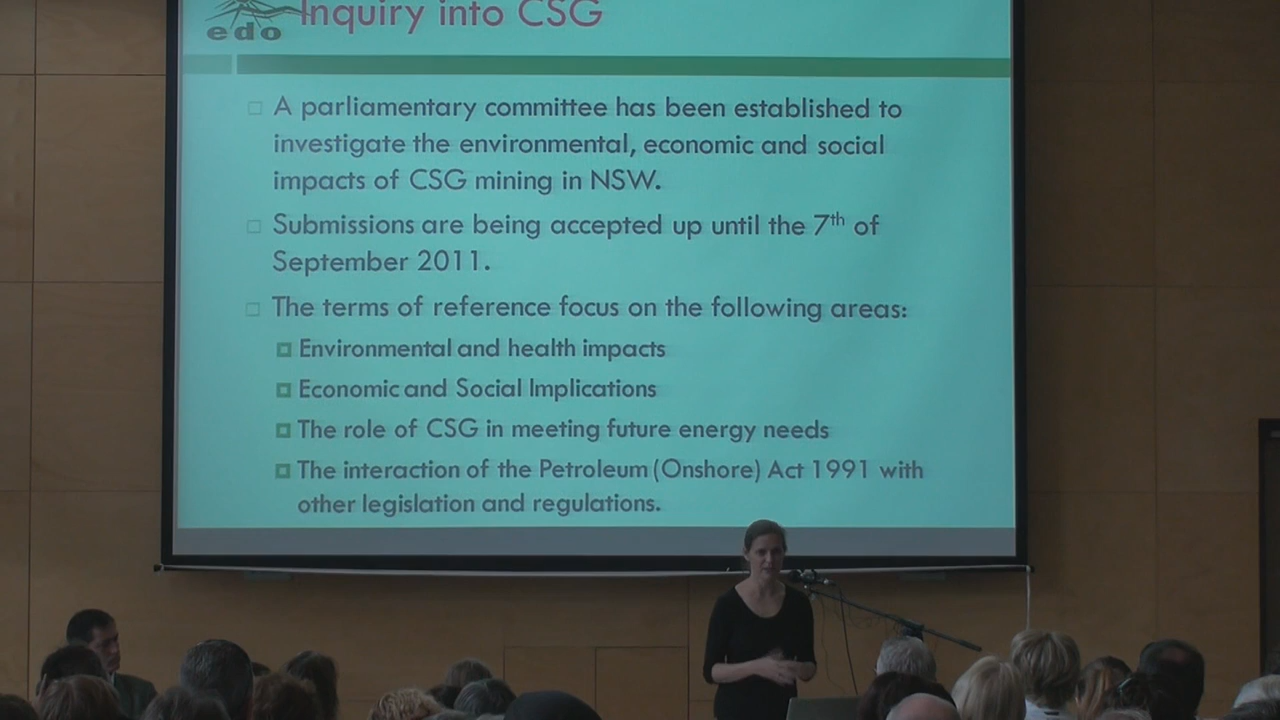 Inquiry into CSG
edo
A parliamentary committee has been established to
investigate the environmental, economic and social
impacts of CSG mining in NSW.
Submissions are being accepted up until the 7th of
September 2011.
The terms of reference focus on the following areas:
Environmental and health impacts
Economic and Social Implications
The role of CSG in meeting future energy needs
The interaction of the Petroleum (Onshore) Act 1991 with
other legislation and regulations.